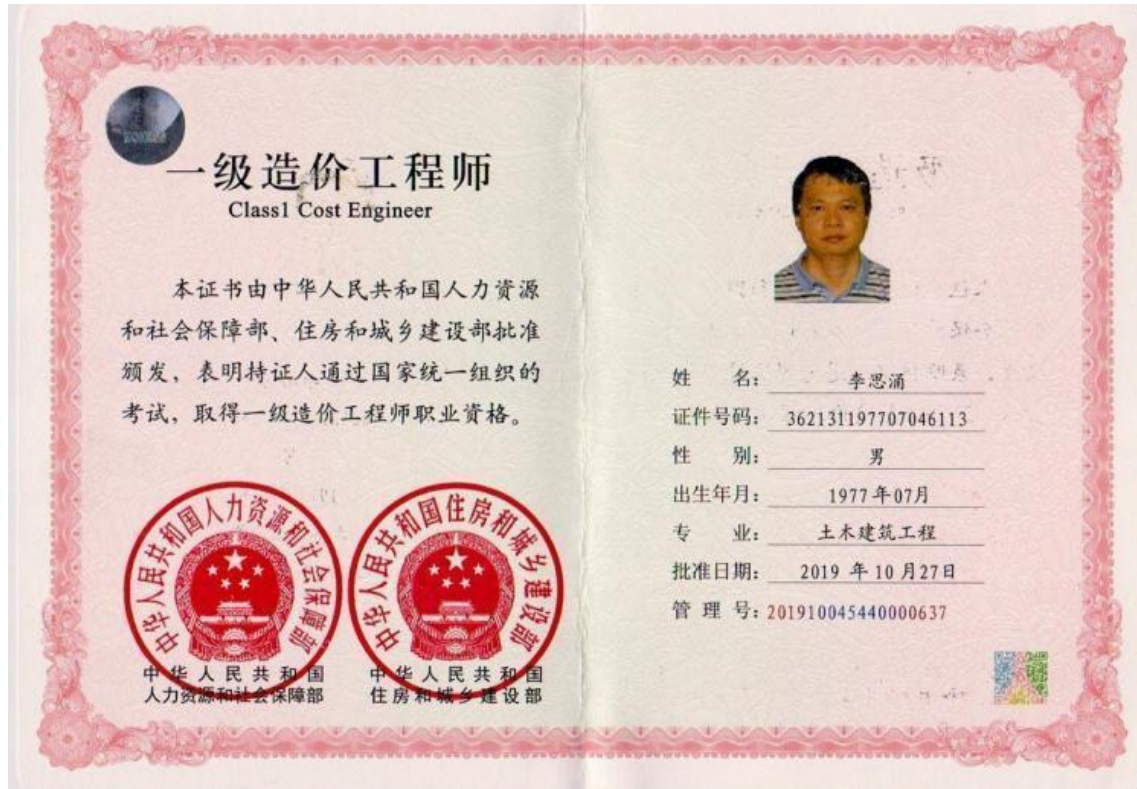 一级造价工程师
Class1 Cost Engineer
本证书由中华人民共和国人力资源
和社会保障部、住房和城乡建设部批准
颁发，表明持证人通过国家统一组织的
考试，取得一级造价工程师职业资格。
中华人民共和国人力资源和社会保障部
中华人民共和国住房和城乡建设部
中华人民共和国
人力资源和社会保障部
中华人民共和国
住房和城乡建设部
姓 名：李思涌
证件号码：362131197707046113
性 别：男
出生年月：1977年07月
专 业：土木建筑工程
批准日期：2019 年 10 月27日
管 理 号：201910045440000637